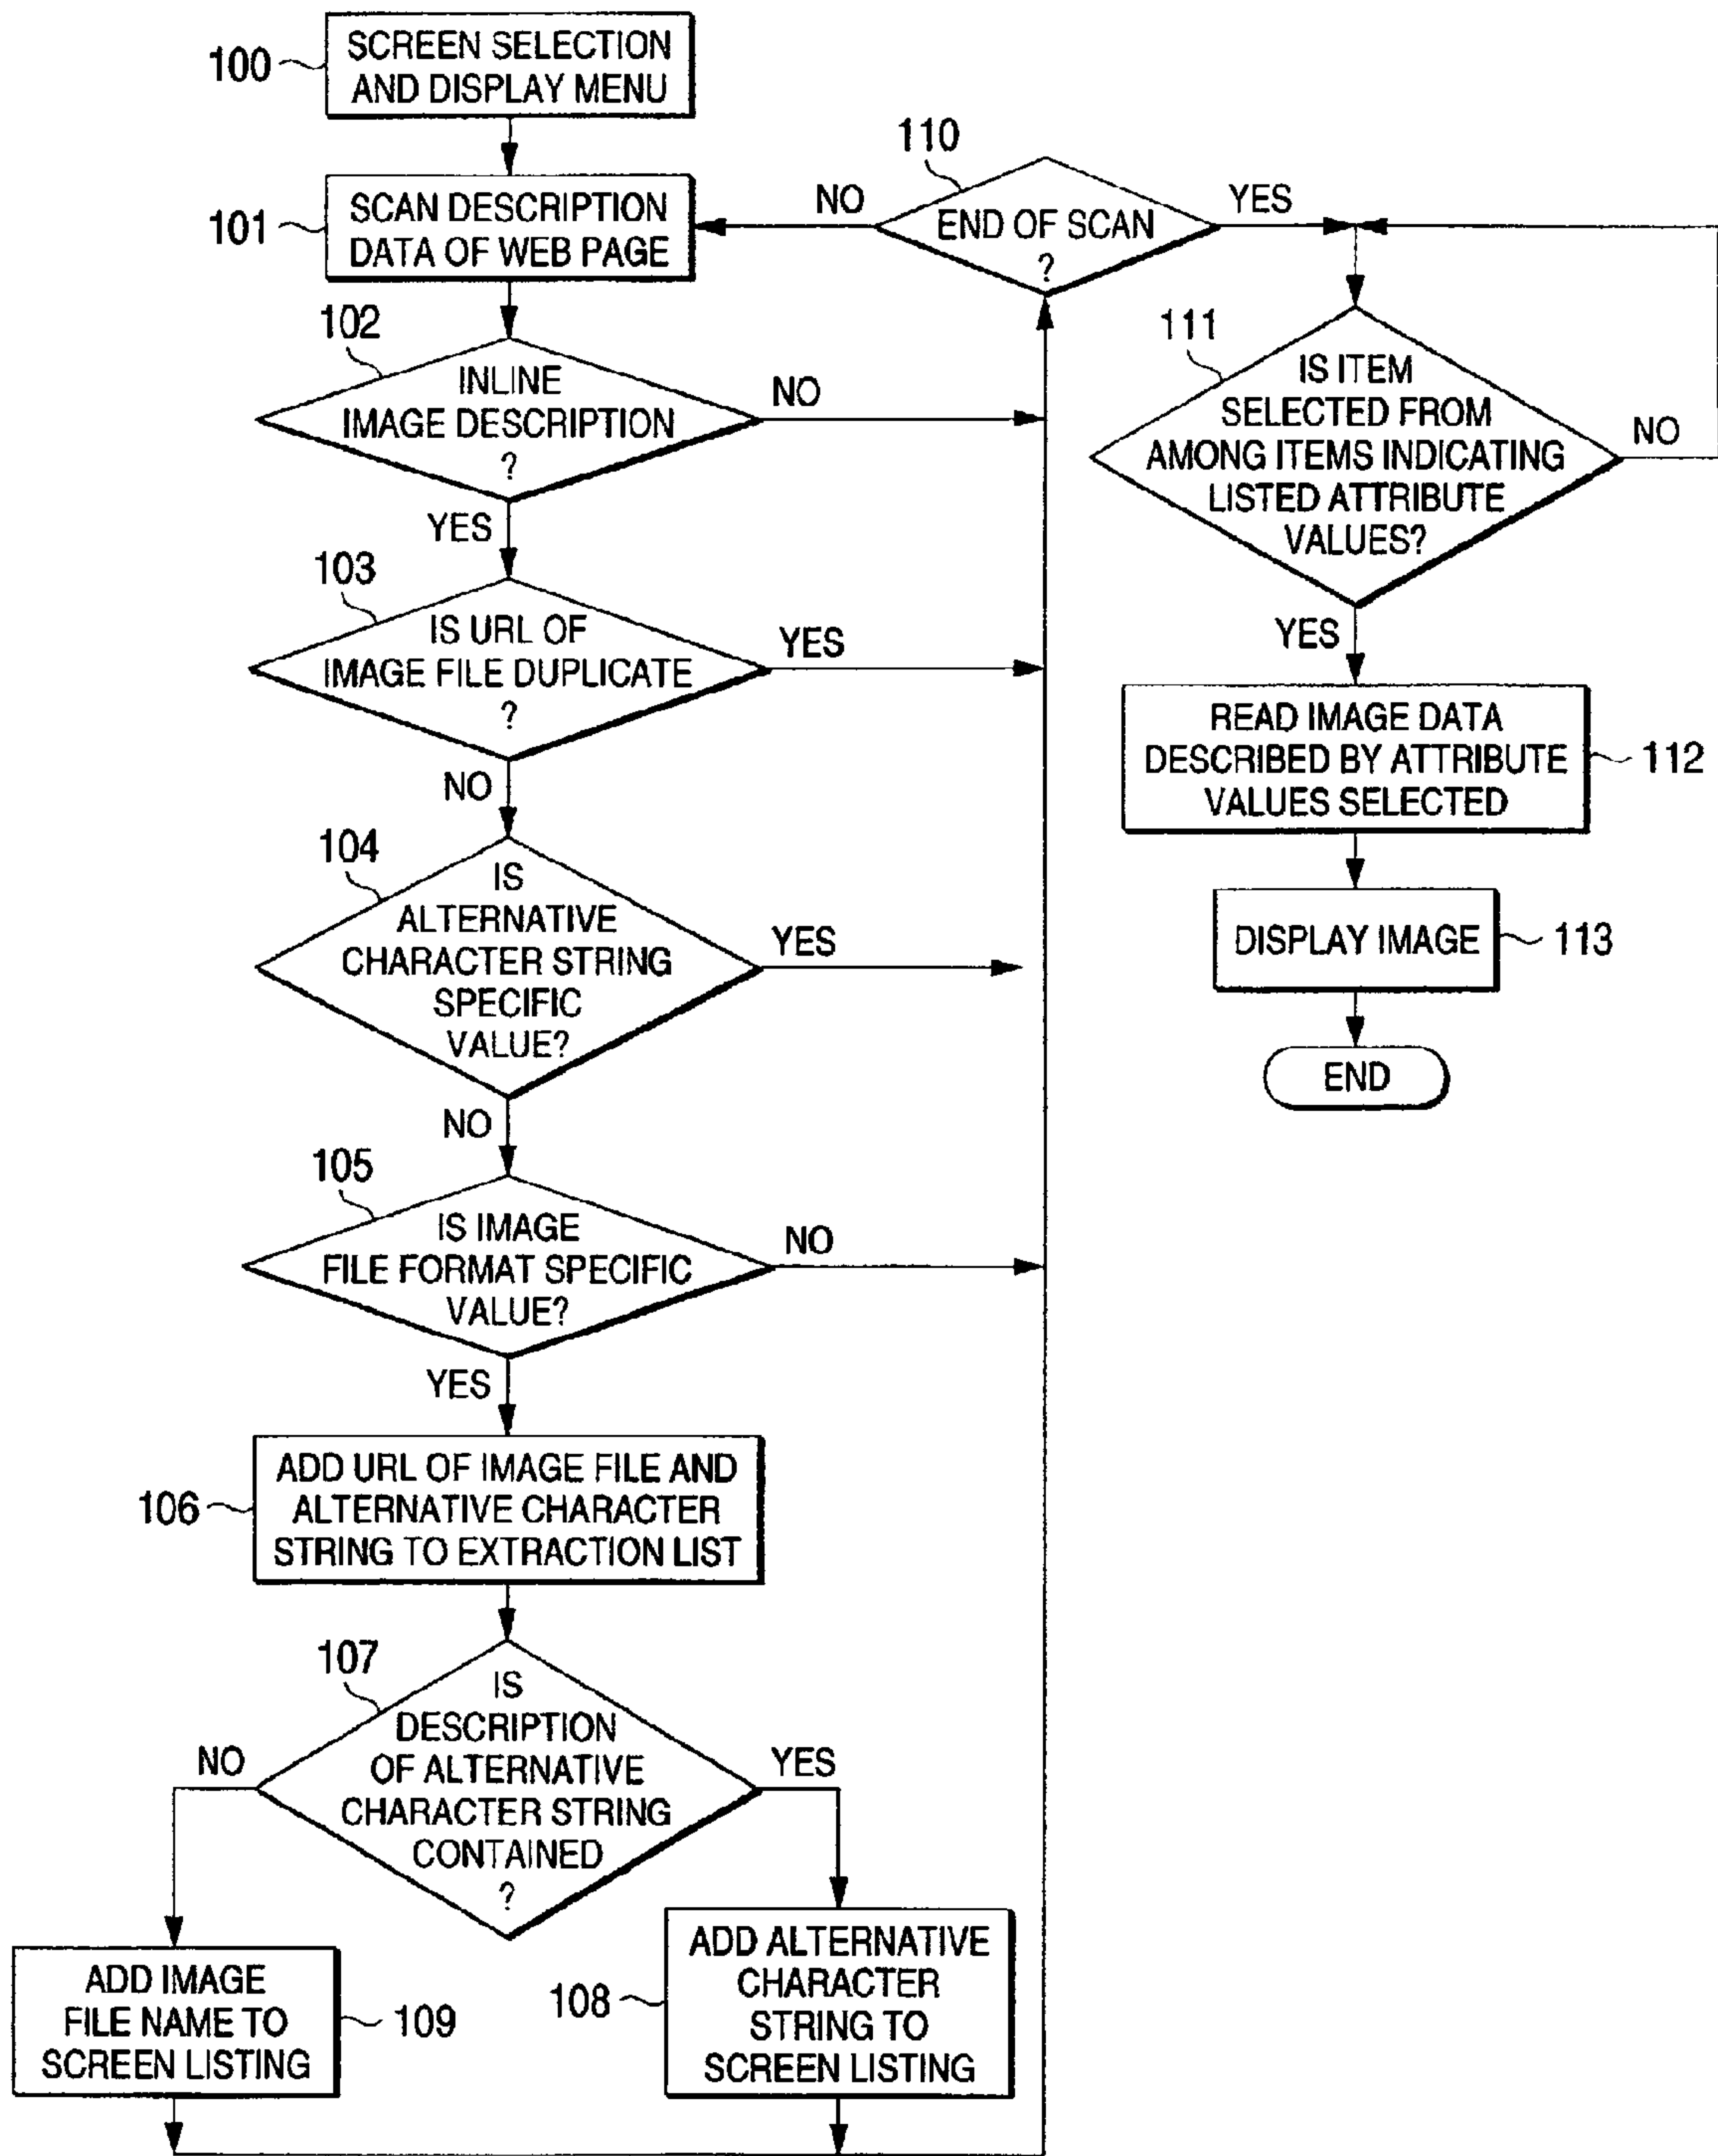 100
SCREEN SELECTION
AND DISPLAY MENU
101
SCAN DESCRIPTION
DATA OF WEB PAGE
102
INLINE
IMAGE DESCRIPTION
?
NO
YES
103
IS URL OF
IMAGE FILE DUPLICATE
?
YES
NO
104
IS
ALTERNATIVE
CHARACTER STRING
SPECIFIC
VALUE?
YES
NO
105
IS IMAGE
FILE FORMAT SPECIFIC
VALUE?
NO
YES
106
ADD URL OF IMAGE FILE AND
ALTERNATIVE CHARACTER
STRING TO EXTRACTION LIST
107
IS
DESCRIPTION
OF ALTERNATIVE
CHARACTER STRING
CONTAINED
?
NO
YES
ADD IMAGE
FILE NAME TO
SCREEN LISTING
109
108
ADD ALTERNATIVE
CHARACTER
STRING TO
SCREEN LISTING
110
END OF SCAN
?
NO
YES
111
IS ITEM
SELECTED FROM
AMONG ITEMS INDICATING
LISTED ATTRIBUTE
VALUES?
NO
YES
READ IMAGE DATA
DESCRIBED BY ATTRIBUTE
VALUES SELECTED
112
DISPLAY IMAGE
113
END